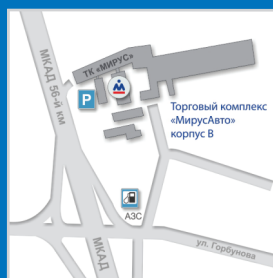 МКАД 56-й км
ТК «МИРУС»
P
Торговый комплекс
«МирусАвто»
корпус В
АЗС
МКАД
ул. Горбунова